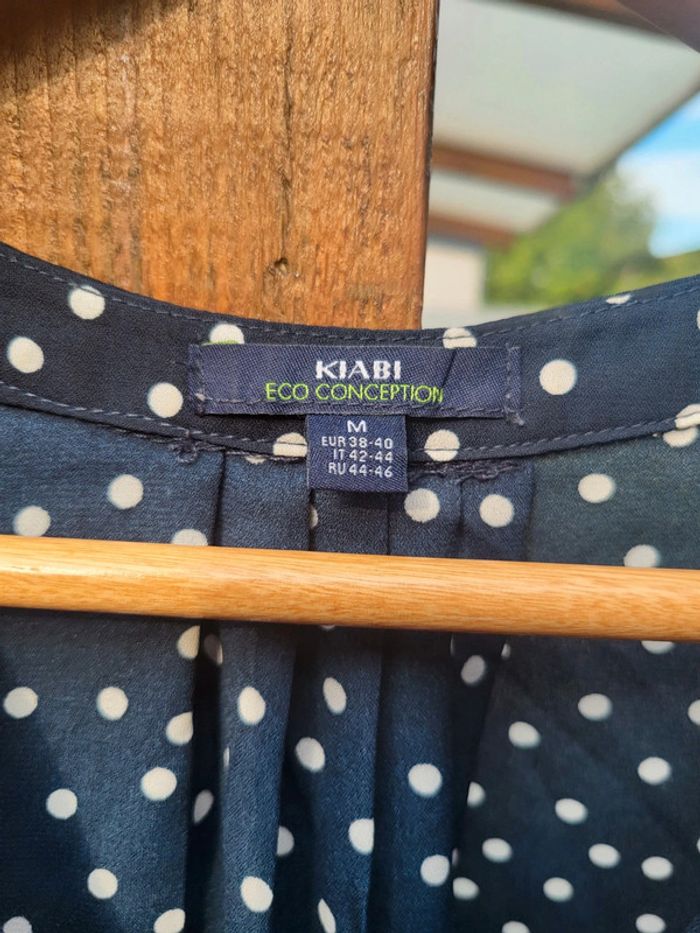 KIABI
ECO CONCEPTION
M
EUR 38-40
IT 42-44
RU 44-46